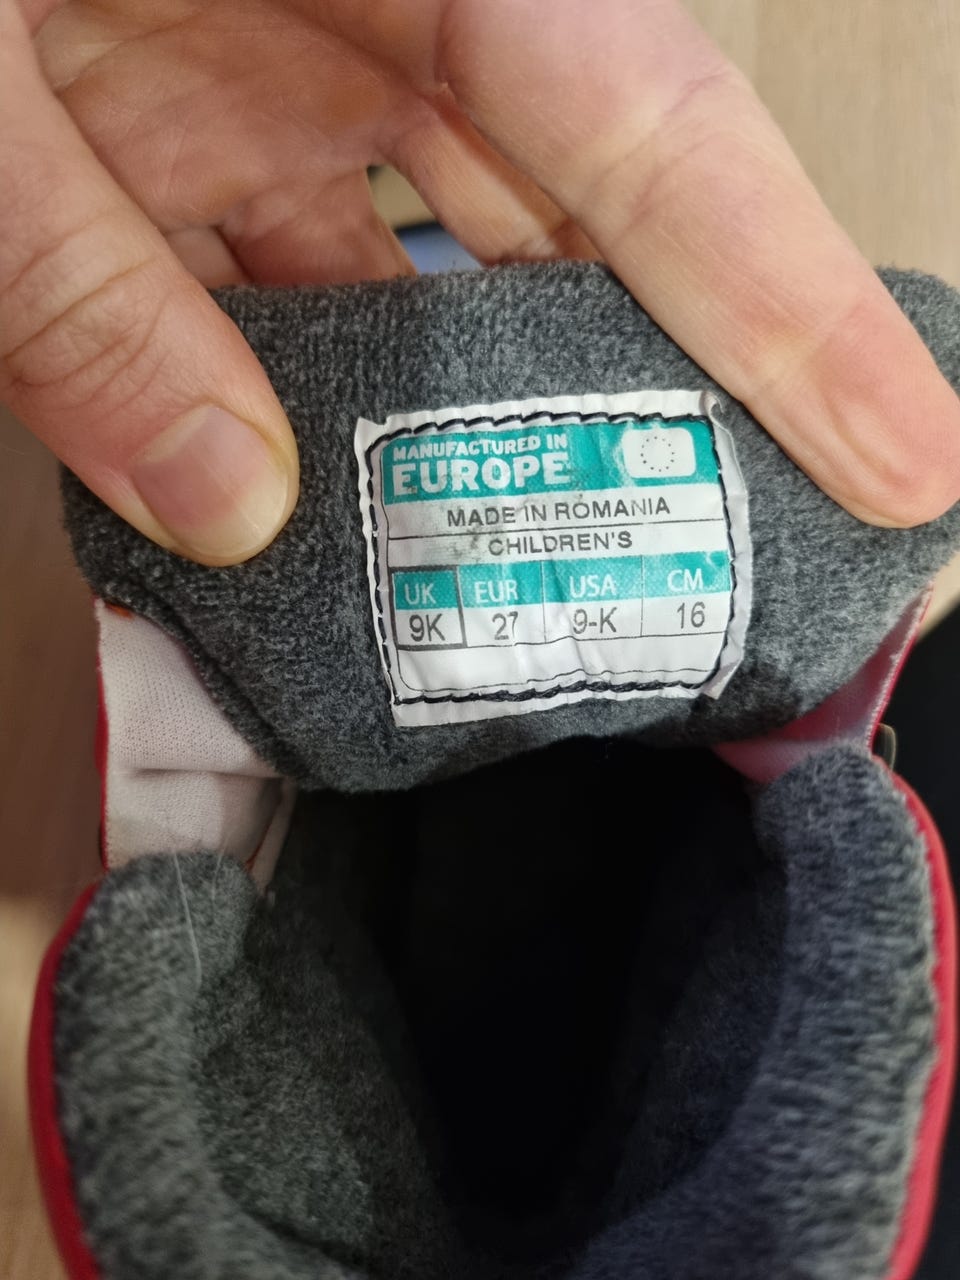 MANUFACTURED IN
EUROPE
MADE IN ROMANIA
CHILDREN'S
UK EUR USA CM
9K 27 9-K 16